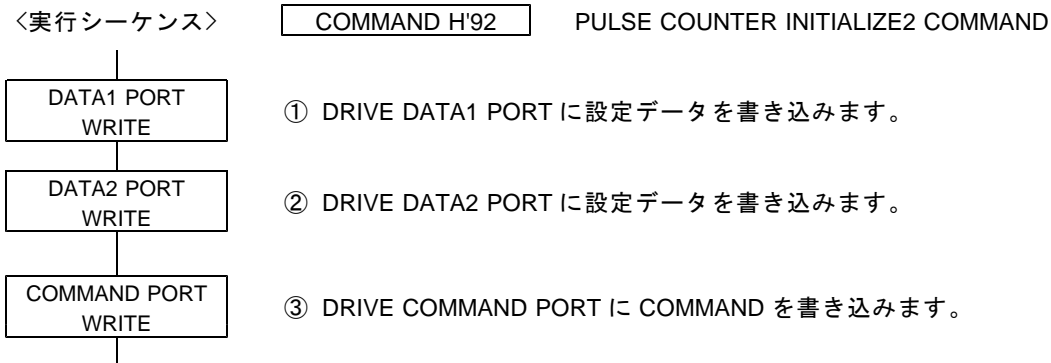 〈実行シーケンス〉 COMMAND H'92 PULSE COUNTER INITIALIZE2 COMMAND
DATA1 PORT
WRITE
① DRIVE DATA1 PORT に設定データを書き込みます。
DATA2 PORT
WRITE
② DRIVE DATA2 PORT に設定データを書き込みます。
COMMAND PORT
WRITE
③ DRIVE COMMAND PORT に COMMAND を書き込みます。